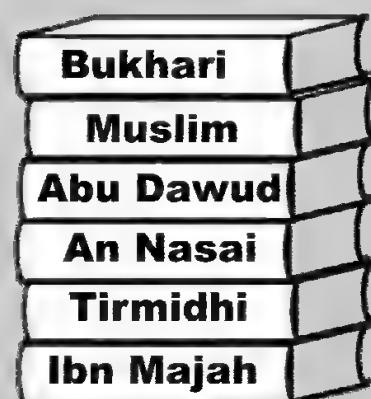 Bukhari
Muslim
Abu Dawud
An Nasai
Tirmidhi
Ibn Majah